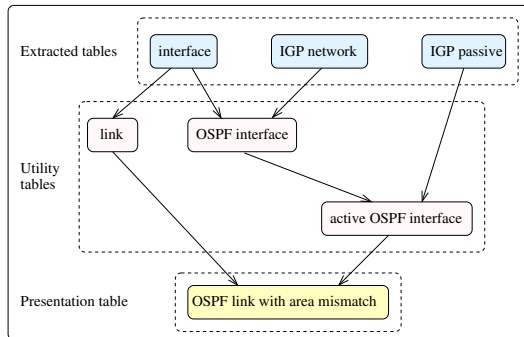 Extracted tables
interface
IGP network
IGP passive
link
OSPF interface
Utility
tables
active OSPF interface
Presentation table
OSPF link with area mismatch